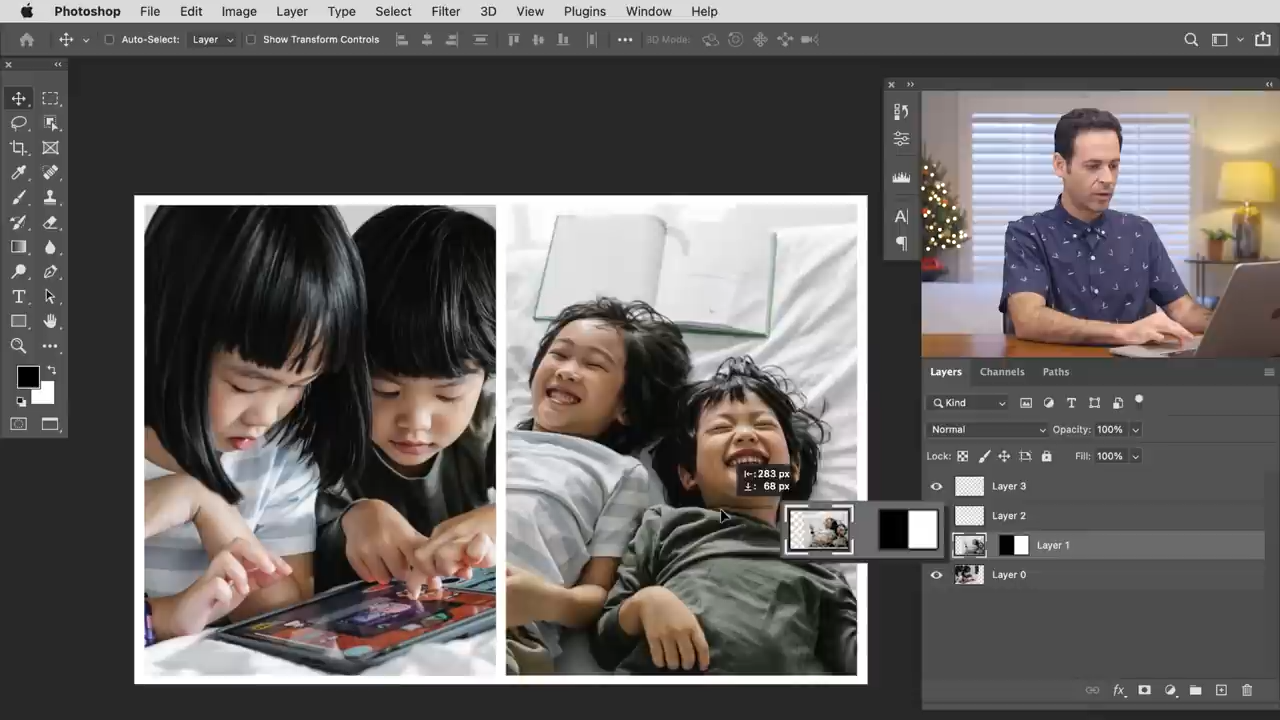 Photoshop File Edit Image Layer Type Select Filter 3D View Plugins Window Help
Auto-Select: Layer Show Transform Controls 3D Mode:
Layers Channels Paths
Kind
Normal Opacity: 100%
Lock: Fill: 100%
Layer 3
Layer 2
Layer 1
Layer 0
283 px
68 px